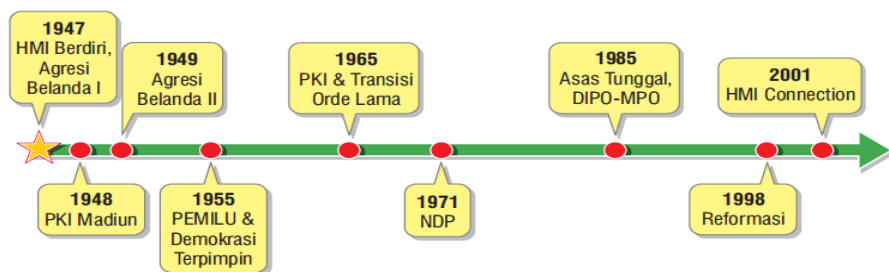 1947
HMI Berdiri,
Agresi
Belanda I
1949
Agresi
Belanda II
1965
PKI & Transisi
Orde Lama
1985
Asas Tunggal,
DIPO-MPO
2001
HMI Connection
1948
PKI Madiun
1955
PEMILU &
Demokrasi
Terpimpin
1971
NDP
1998
Reformasi